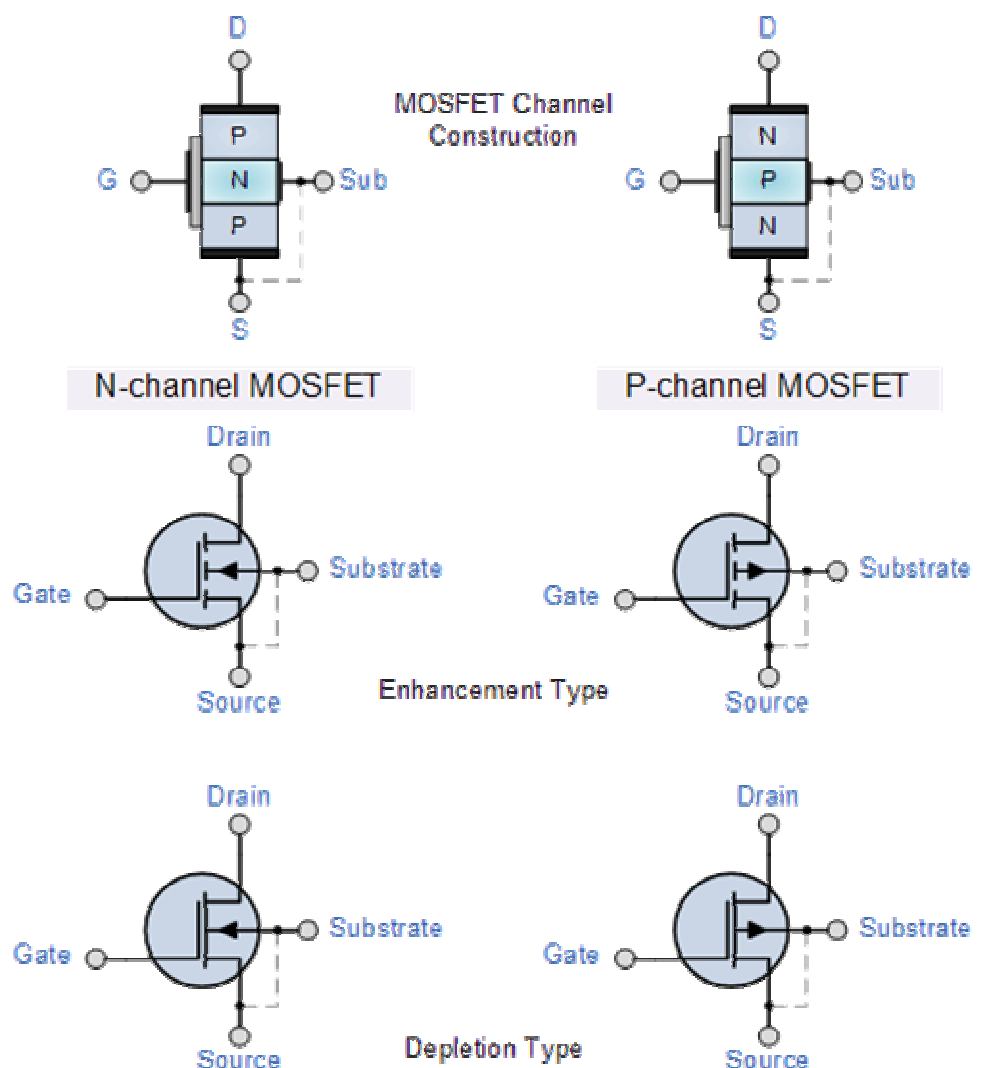 D D
MOSFET Channel
Construction
P N
G N Sub G P Sub
P N
S S
N-channel MOSFET P-channel MOSFET
Drain Drain
Substrate Substrate
Gate Gate
Source Enhancement Type Source
Drain Drain
Substrate Substrate
Gate Gate
Source Depletion Type Source